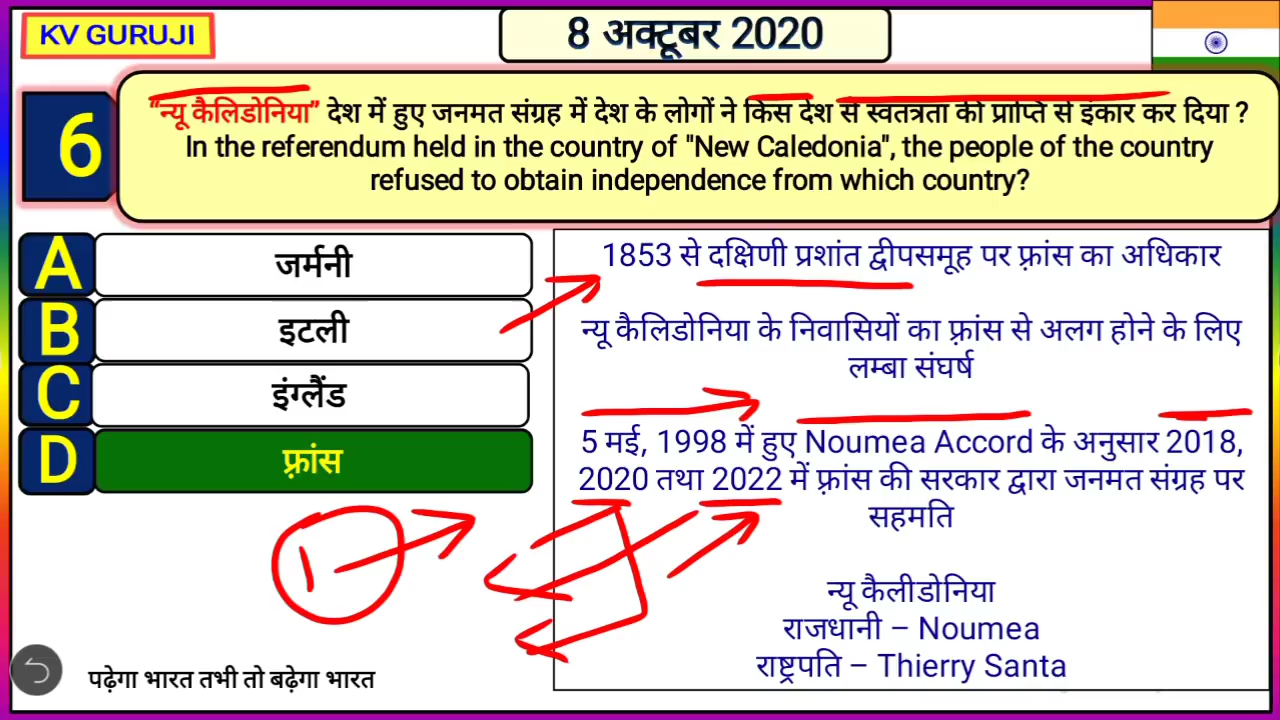 KV GURUJI
8 अक्टूबर 2020
6
"न्यू कैलिडोनिया" देश में हुए जनमत संग्रह में देश के लोगों ने किस देश से स्वतंत्रता की प्राप्ति से इंकार कर दिया ?
In the referendum held in the country of "New Caledonia", the people of the country
refused to obtain independence from which country?
A जर्मनी
B इटली
C इंग्लैंड
D फ़्रांस
1853 से दक्षिणी प्रशांत द्वीपसमूह पर फ़्रांस का अधिकार
न्यू कैलिडोनिया के निवासियों का फ़्रांस से अलग होने के लिए
लम्बा संघर्ष
5 मई, 1998 में हुए Noumea Accord के अनुसार 2018,
2020 तथा 2022 में फ़्रांस की सरकार द्वारा जनमत संग्रह पर
सहमति
न्यू कैलीडोनिया
राजधानी – Noumea
राष्ट्रपति – Thierry Santa
1
पढ़ेगा भारत तभी तो बढ़ेगा भारत